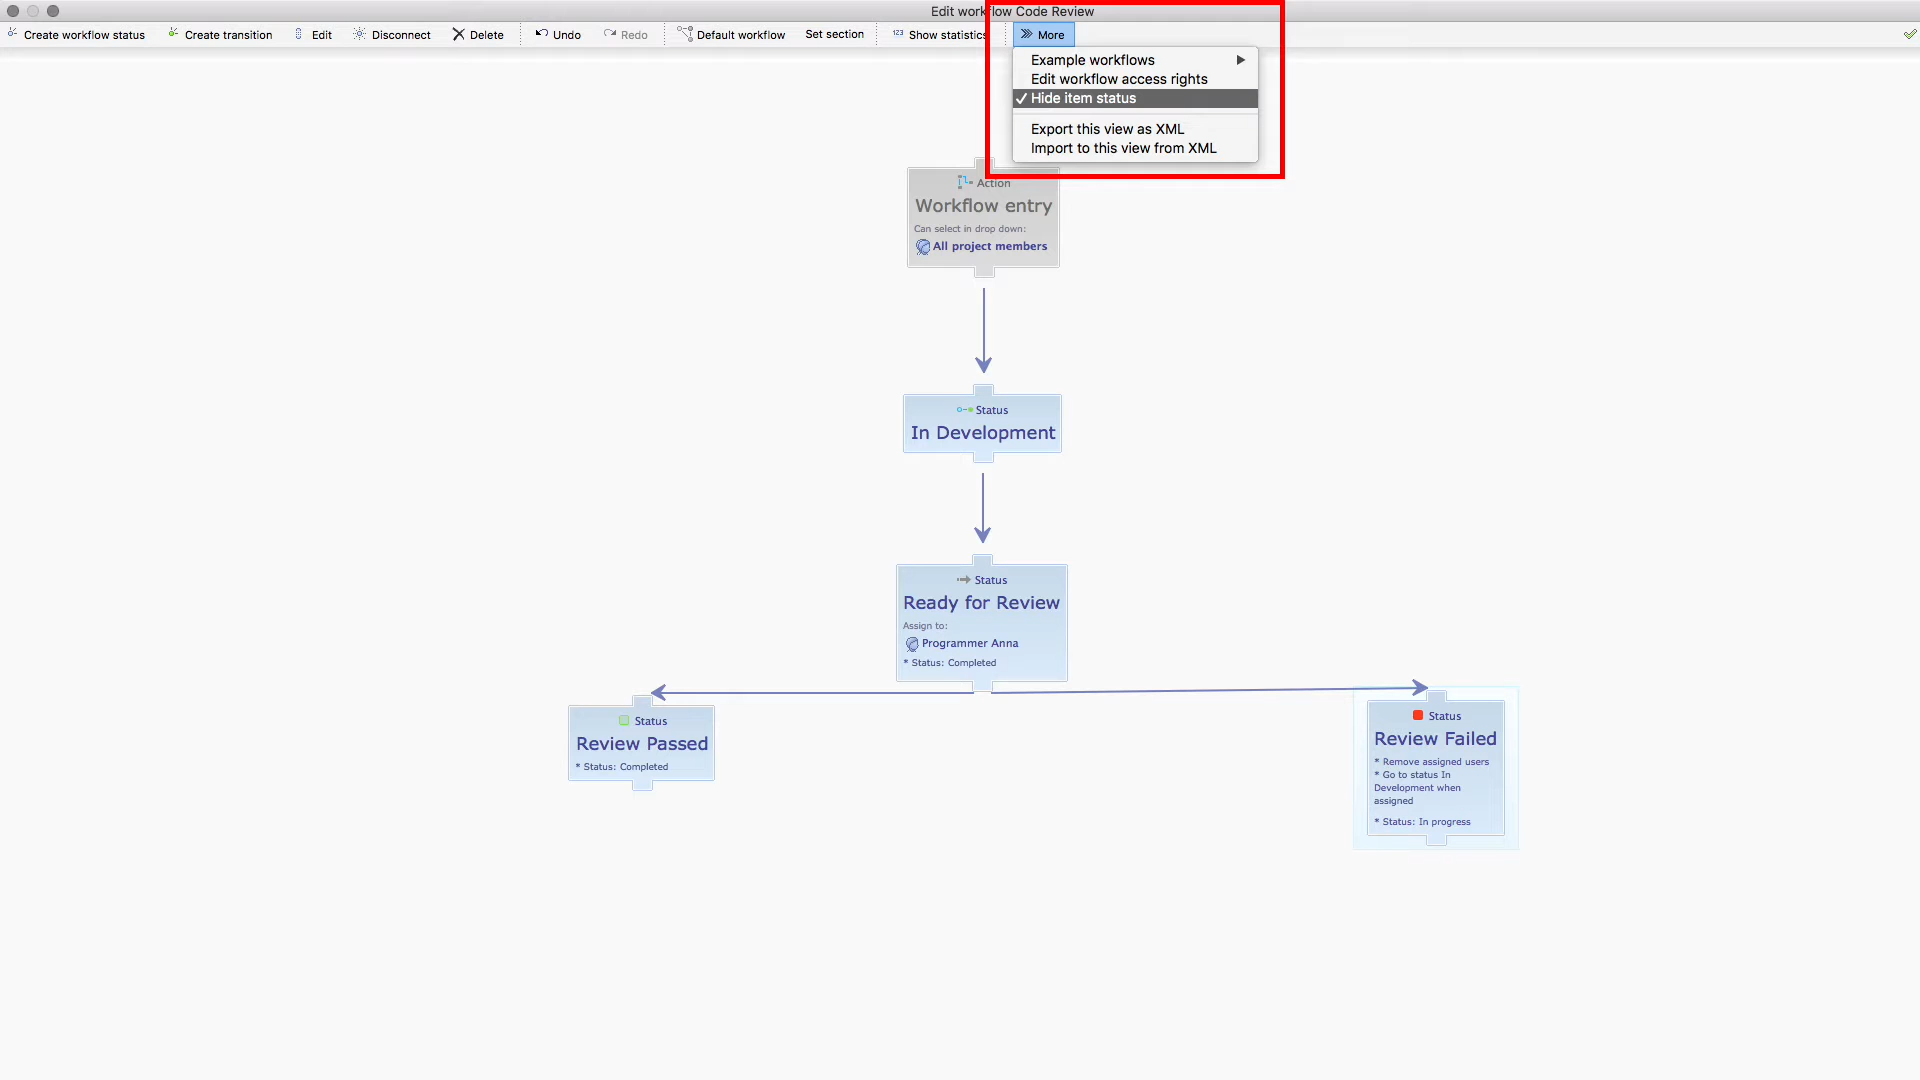 Edit workflow Code Review
Create workflow status
Create transition
Edit
Disconnect
Delete
Undo
Redo
Default workflow
Set section
123 Show statistics
More
Example workflows
Edit workflow access rights
✓ Hide item status
Export this view as XML
Import to this view from XML
Action
Workflow entry
Can select in drop down:
All project members
Status
In Development
Status
Ready for Review
Assign to:
Programmer Anna
* Status: Completed
Status
Review Passed
* Status: Completed
Status
Review Failed
* Remove assigned users
* Go to status In
Development when
assigned
* Status: In progress